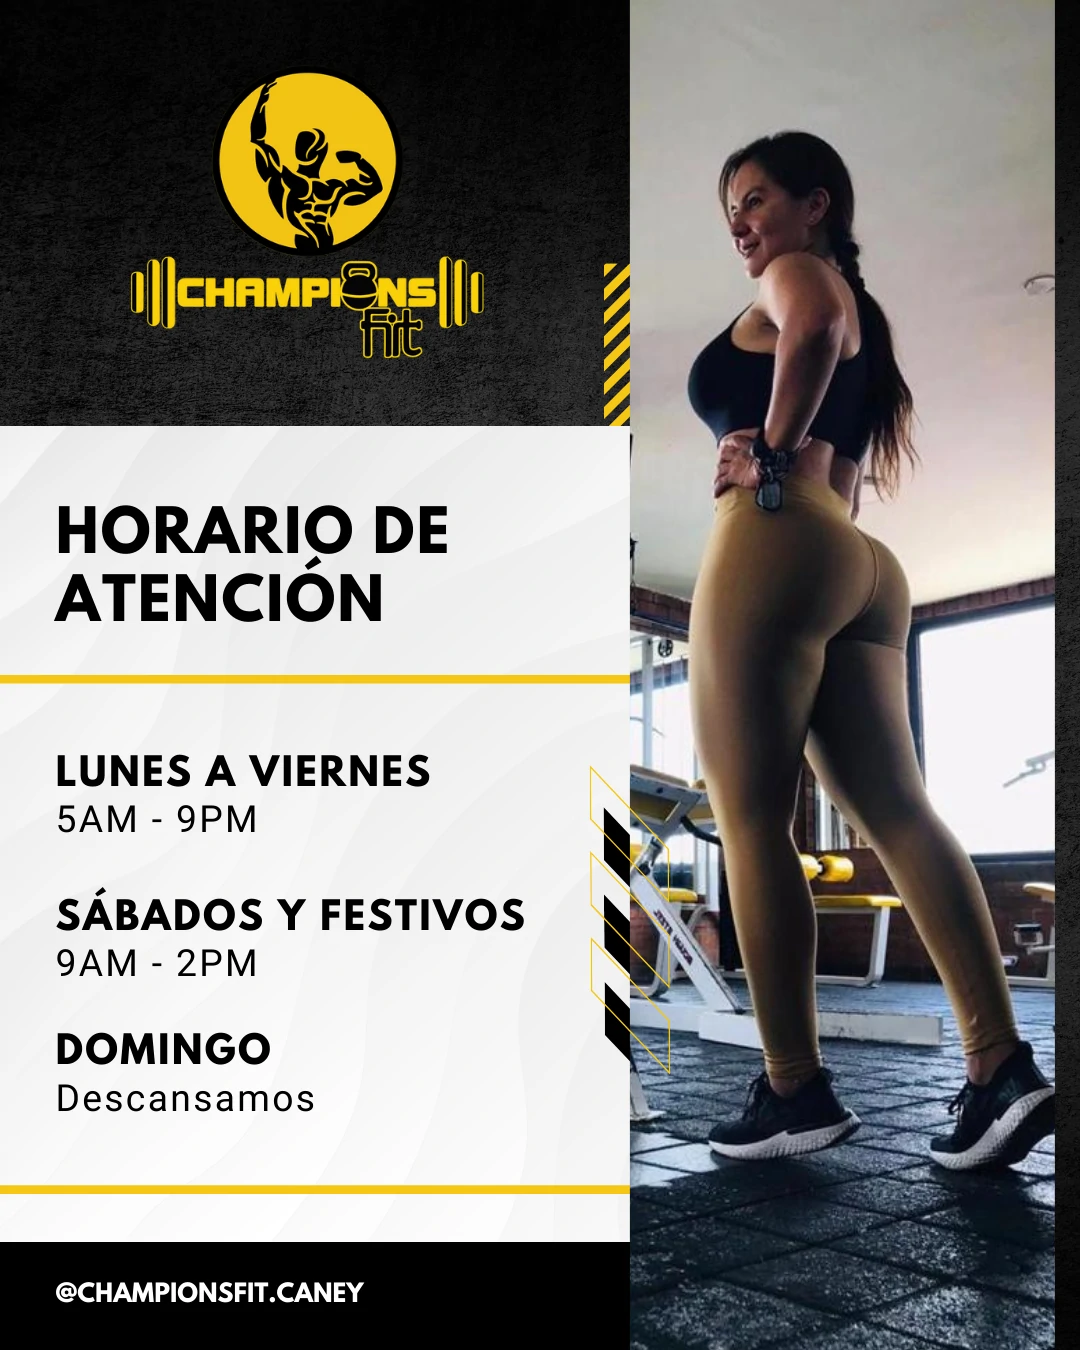 CHAMPIONS
fit
HORARIO DE
ATENCIÓN
LUNES A VIERNES
5AM - 9PM
SÁBADOS Y FESTIVOS
9AM - 2PM
DOMINGO
Descansamos
@CHAMPIONSFIT.CANEY